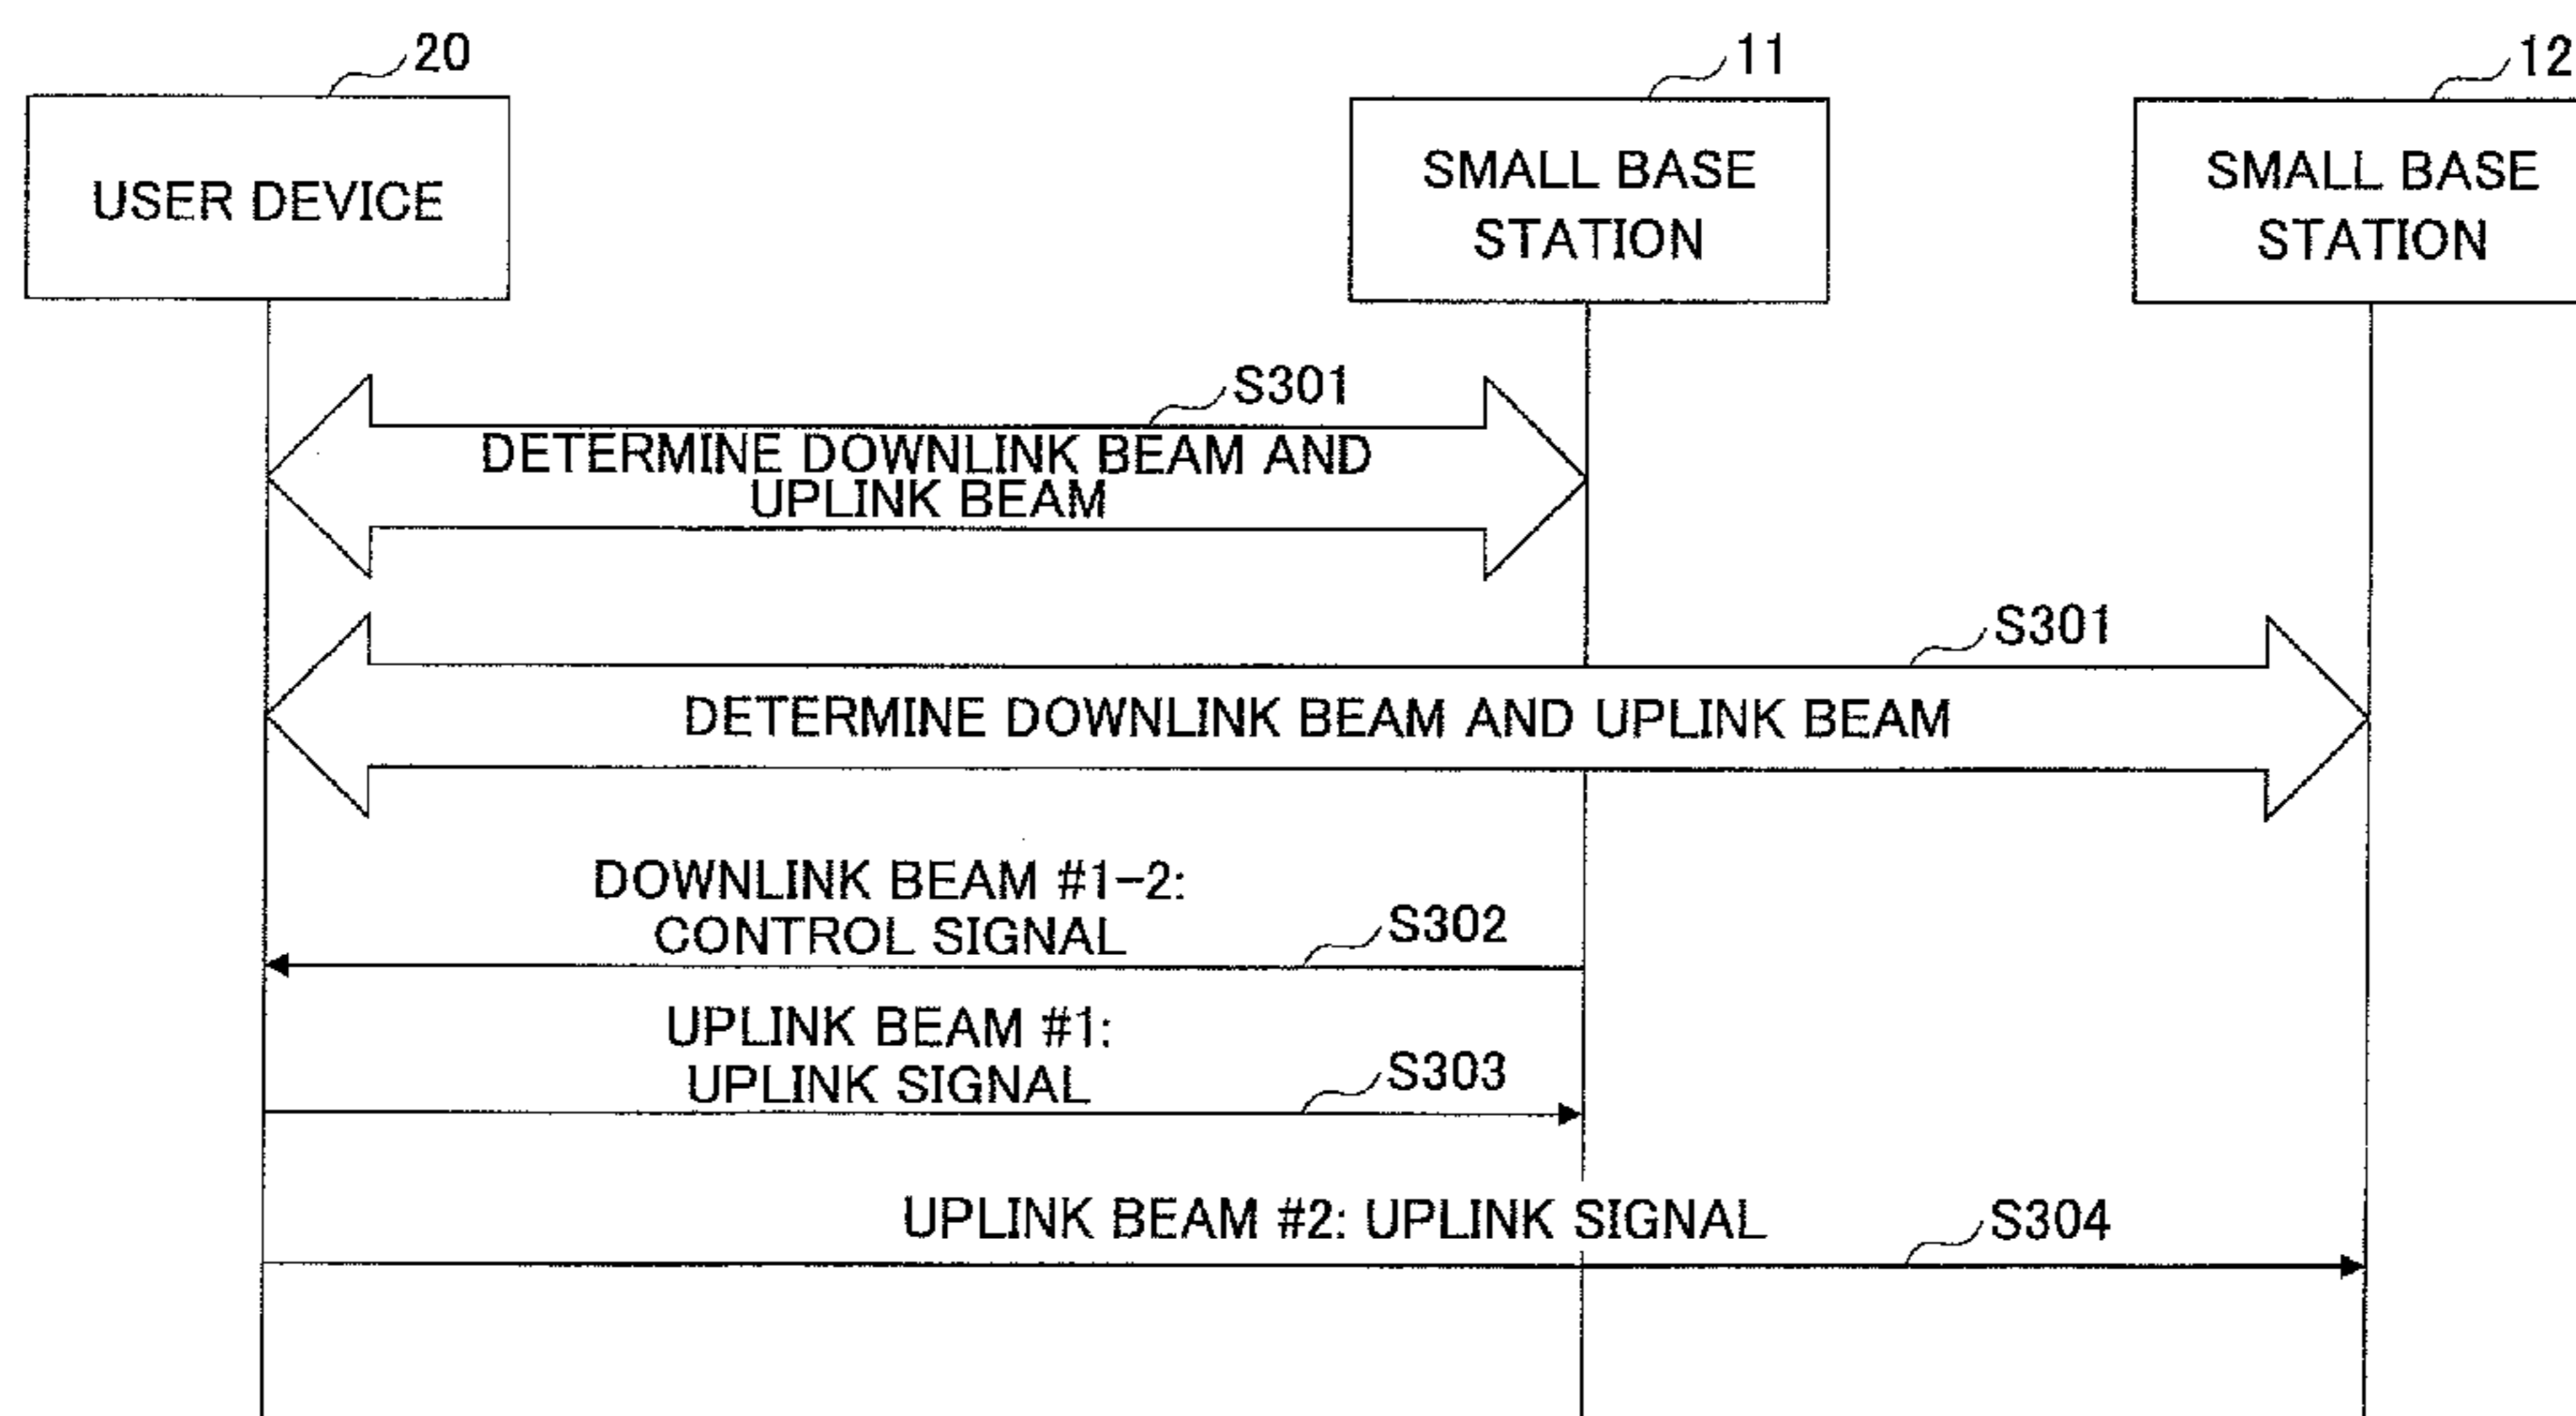 20
11
12
USER DEVICE
SMALL BASE
STATION
SMALL BASE
STATION
S301
DETERMINE DOWNLINK BEAM AND
UPLINK BEAM
S301
DETERMINE DOWNLINK BEAM AND UPLINK BEAM
DOWNLINK BEAM #1-2:
CONTROL SIGNAL
S302
UPLINK BEAM #1:
UPLINK SIGNAL
S303
UPLINK BEAM #2: UPLINK SIGNAL
S304